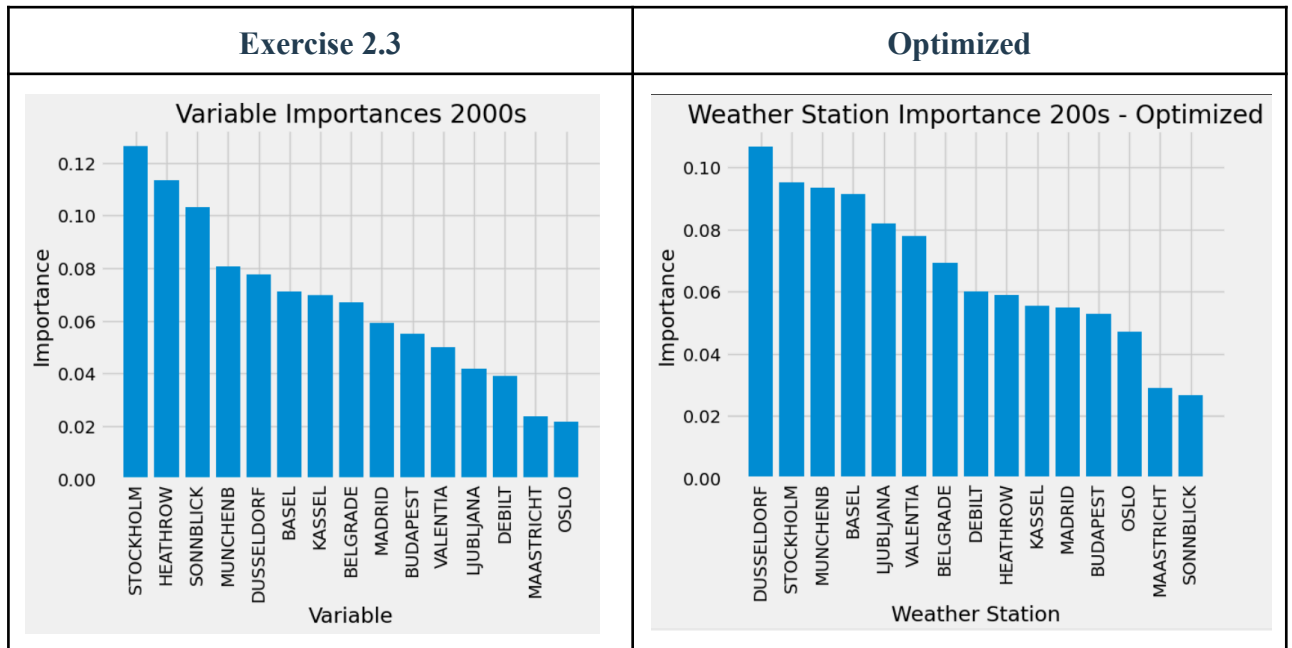 Exercise 2.3
Optimized
Variable Importances 2000s
Importance
0.12
0.10
0.08
0.06
0.04
0.02
0.00
STOCKHOLM
HEATHROW
SONNBLICK
MUNCHENB
DUSSELDORF
BASEL
KASSEL
BELGRADE
MADRID
BUDAPEST
VALENTIA
LJUBLJANA
DEBILT
MAASTRICHT
OSLO
Variable
Weather Station Importance 200s - Optimized
Importance
0.10
0.08
0.06
0.04
0.02
0.00
DUSSELDORF
STOCKHOLM
MUNCHENB
BASEL
LJUBLJANA
VALENTIA
BELGRADE
DEBILT
HEATHROW
KASSEL
MADRID
BUDAPEST
OSLO
MAASTRICHT
SONNBLICK
Weather Station